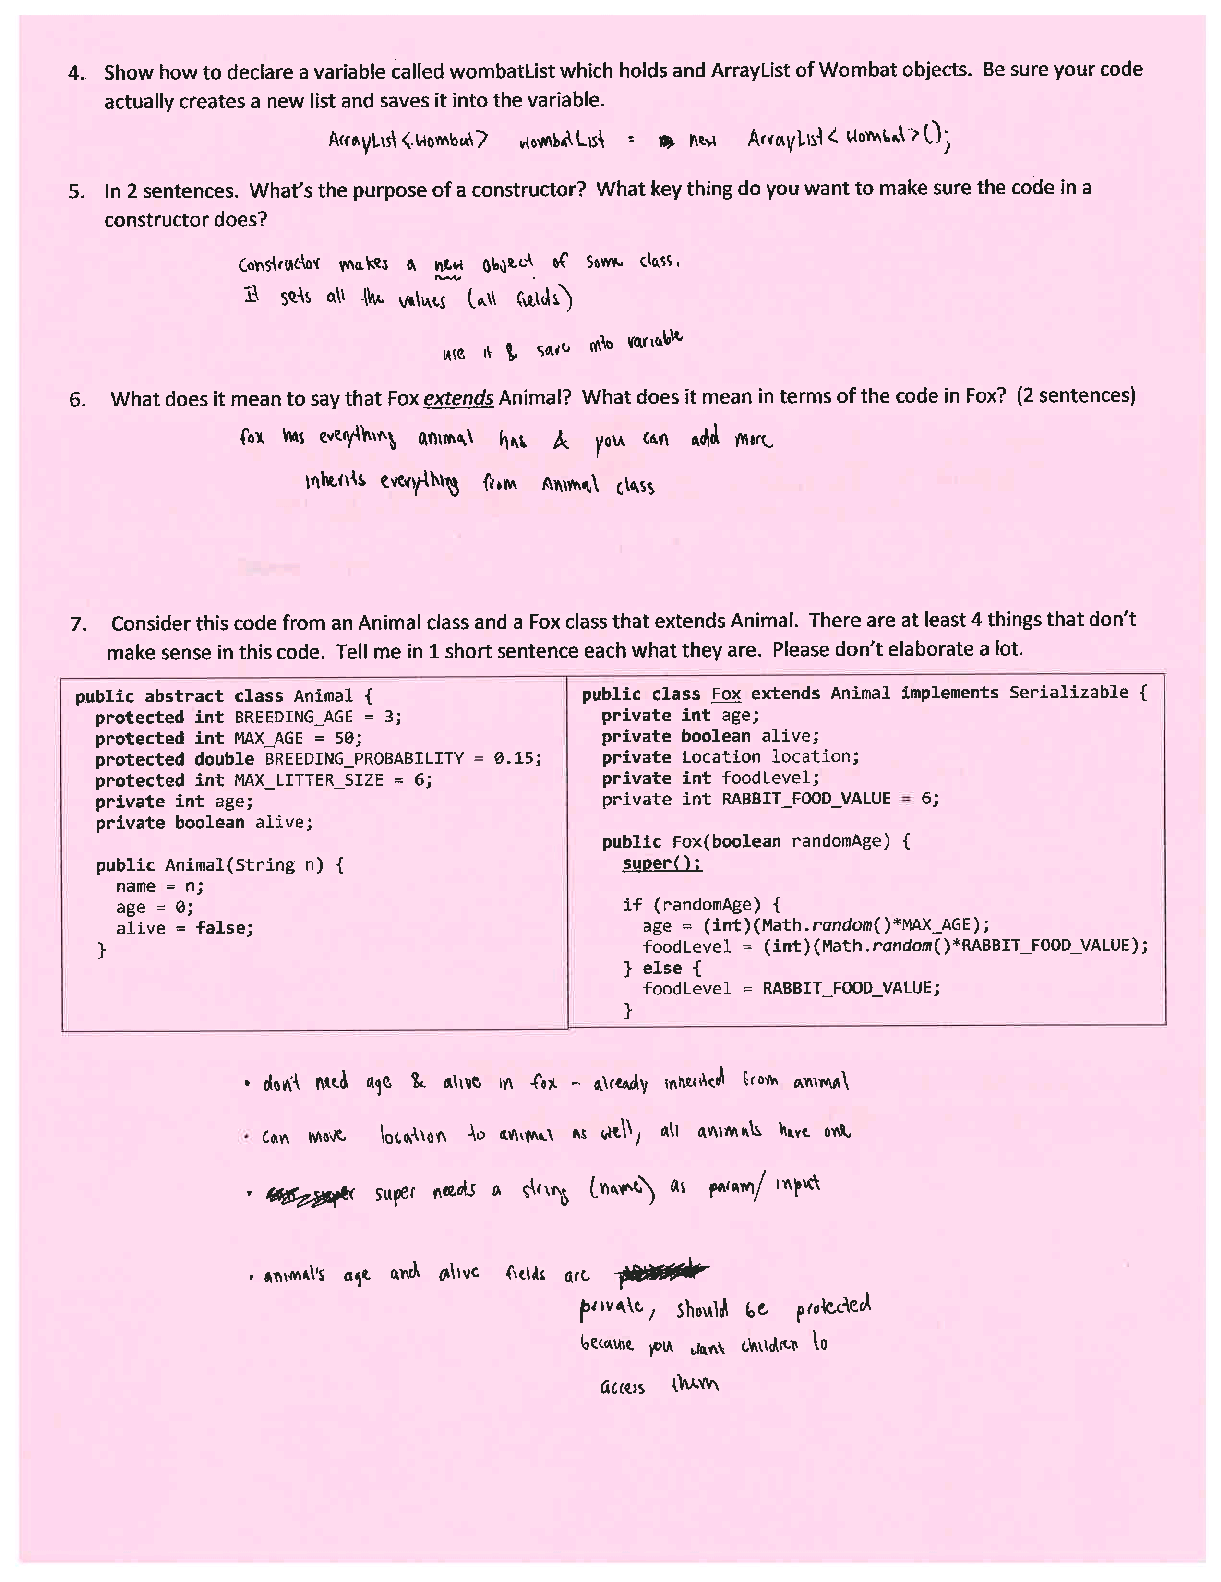 4. Show how to declare a variable called wombatList which holds and ArrayList of Wombat objects. Be sure your code
actually creates a new list and saves it into the variable.
ArrayList<Wombat> wombatList = new ArrayList<Wombat>();
5. In 2 sentences. What's the purpose of a constructor? What key thing do you want to make sure the code in a
constructor does?
Constructor makes a new object of some class.
It sets all the values (all fields)
use it & save into variable
6. What does it mean to say that Fox extends Animal? What does it mean in terms of the code in Fox? (2 sentences)
fox has everything animal has & you can add more
inherits everything from Animal class
7. Consider this code from an Animal class and a Fox class that extends Animal. There are at least 4 things that don't
make sense in this code. Tell me in 1 short sentence each what they are. Please don't elaborate a lot.
public abstract class Animal {
protected int BREEDING_AGE = 3;
protected int MAX_AGE = 50;
protected double BREEDING_PROBABILITY = 0.15;
protected int MAX_LITTER_SIZE = 6;
private int age;
private boolean alive;
public Animal(String n) {
name = n;
age = 0;
alive = false;
}
public class Fox extends Animal implements Serializable {
private int age;
private boolean alive;
private Location location;
private int foodLevel;
private int RABBIT_FOOD_VALUE = 6;
public Fox(boolean randomAge) {
super();
if (randomAge) {
age = (int)(Math.random()*MAX_AGE);
foodLevel = (int)(Math.random()*RABBIT_FOOD_VALUE);
} else {
foodLevel = RABBIT_FOOD_VALUE;
}
• don't need age & alive in fox - already inherited from animal
• can move location to animal as well, all animals have one
• super needs a string (name) as param/input
• animal's age and alive fields are
private, should be protected
because you want children to
access them